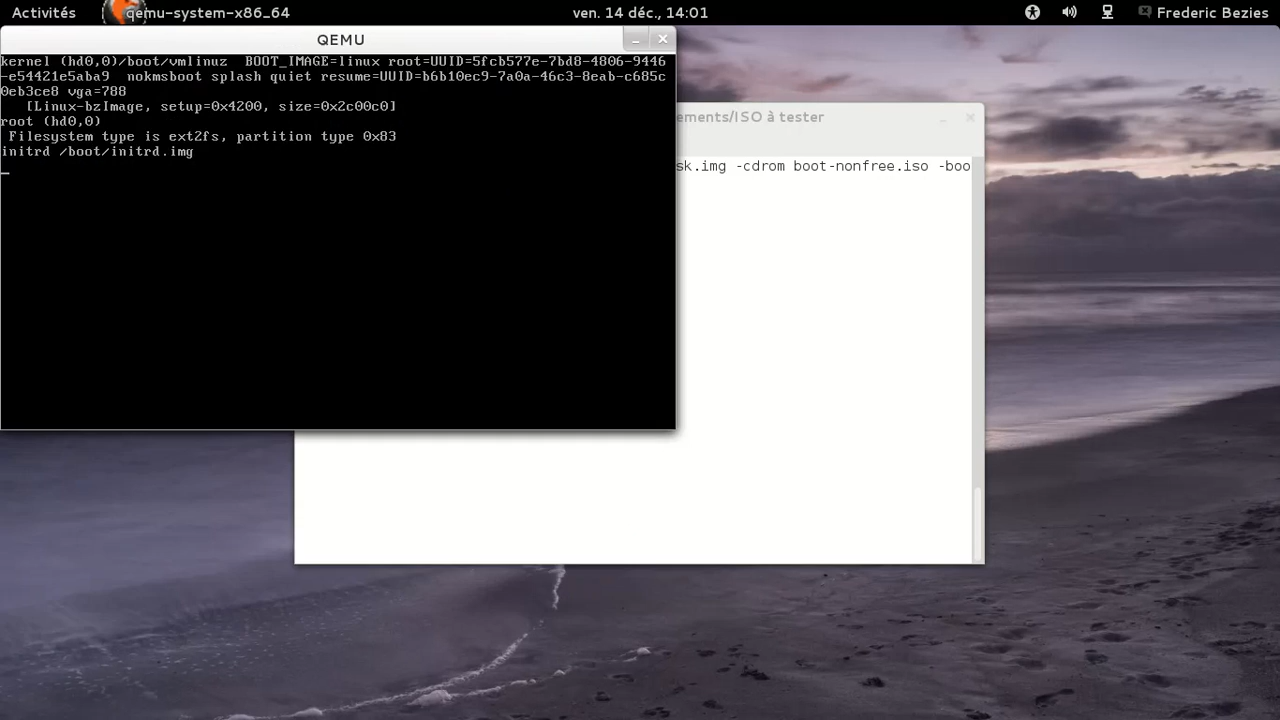 Activités qemu-system-x86_64 ven. 14 déc., 14:01 Frederic Bezies
QEMU
kernel (hd0,0)/boot/vmlinuz  BOOT_IMAGE=linux root=UUID=5fcb577e-7bd8-4806-9446
-e54421e5aba9  nokmsboot splash quiet resume=UUID=b6b10ec9-7a0a-46c3-8eab-c685c
0eb3ce8 vga=788
   [Linux-bzImage, setup=0x4200, size=0x2c00c0]
root (hd0,0)
 Filesystem type is ext2fs, partition type 0x83
initrd /boot/initrd.img
ements/ISO à tester
sk.img -cdrom boot-nonfree.iso -boo